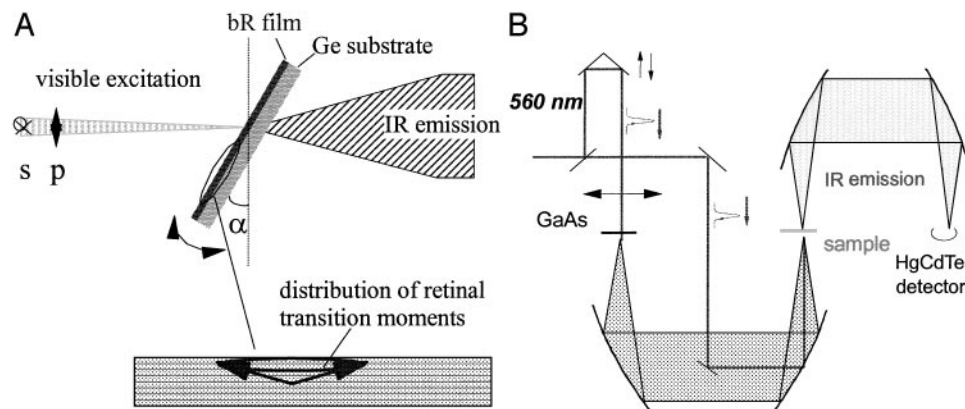 A
bR film
Ge substrate
visible excitation
IR emission
s
p
α
distribution of retinal
transition moments
B
560 nm
GaAs
IR emission
sample
HgCdTe
detector